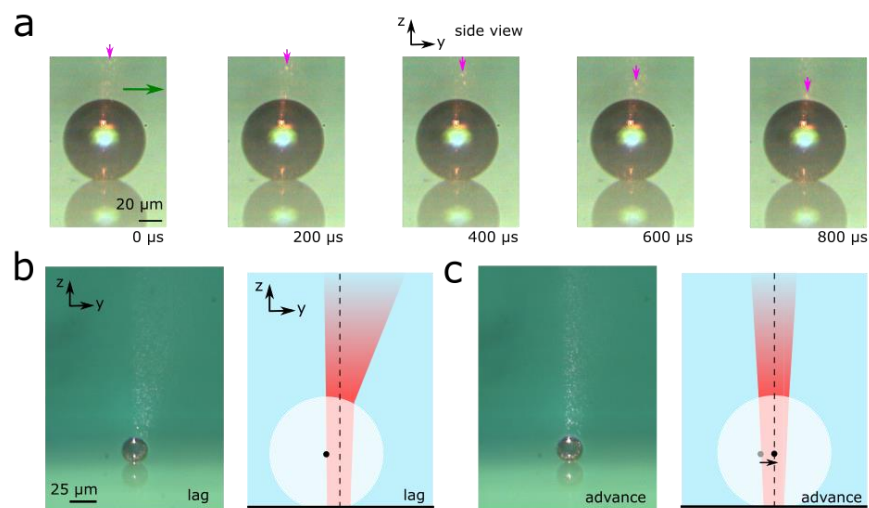 a
z
y
side view
20 µm
0 µs
200 µs
400 µs
600 µs
800 µs
b
z
y
25 µm
lag
z
y
lag
c
advance
advance